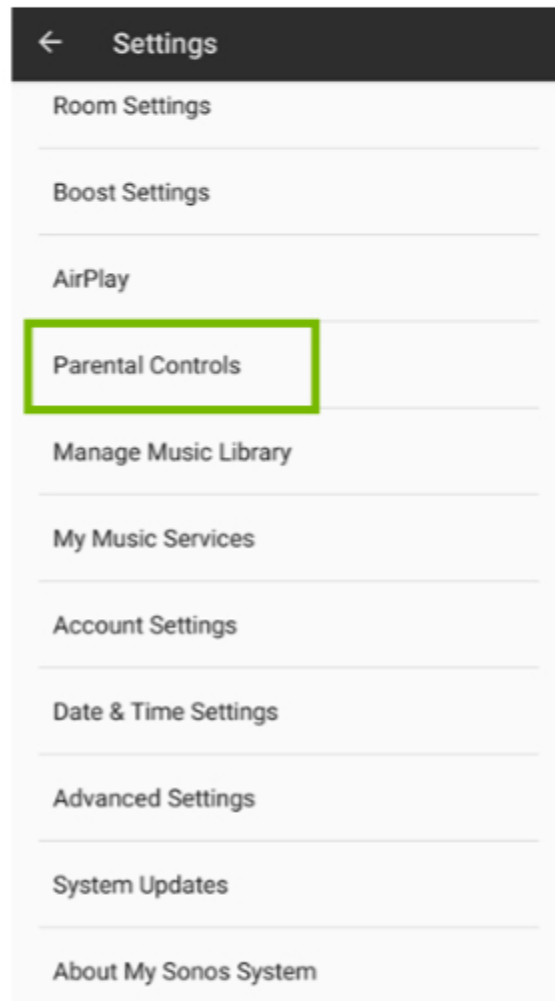 Settings
Room Settings
Boost Settings
AirPlay
Parental Controls
Manage Music Library
My Music Services
Account Settings
Date & Time Settings
Advanced Settings
System Updates
About My Sonos System